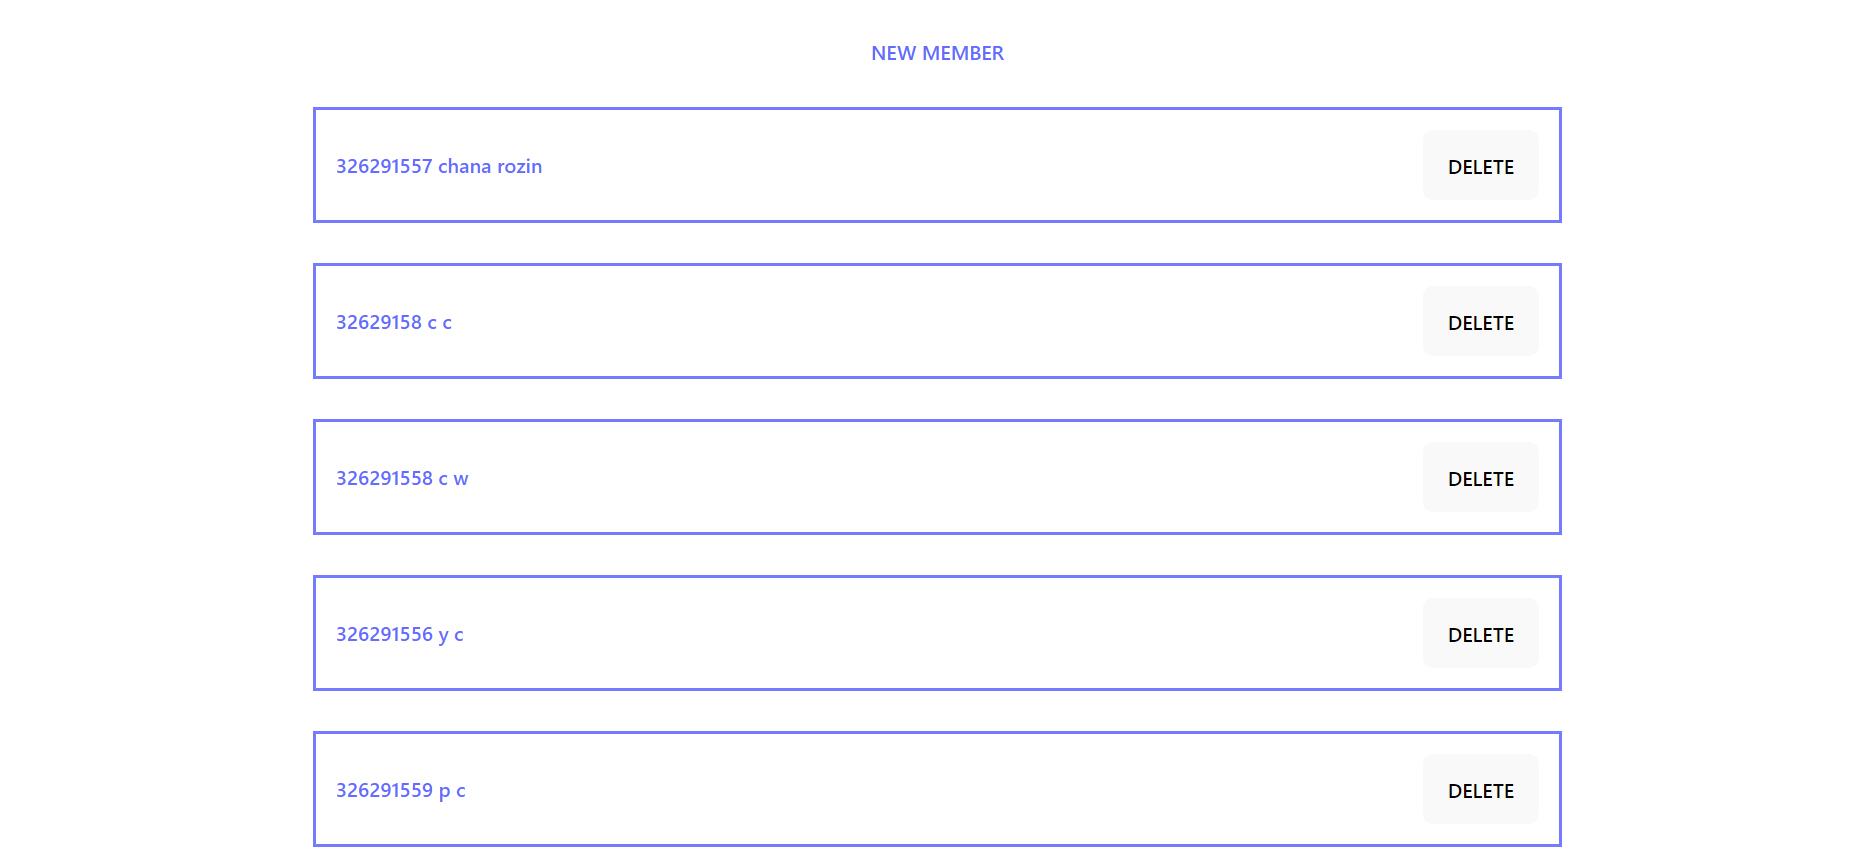 NEW MEMBER
326291557 chana rozin DELETE
32629158 c c DELETE
326291558 c w DELETE
326291556 y c DELETE
326291559 p c DELETE